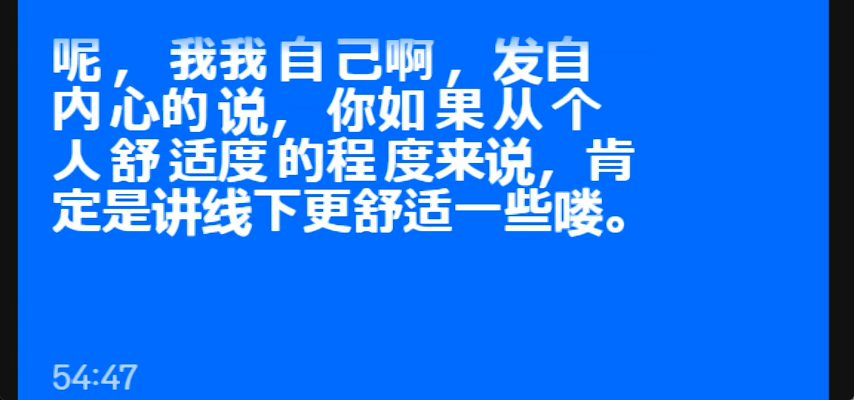 呢，我我自己啊，发自
内心的说，你如果从个
人舒适度的程度来说，肯
定是讲线下更舒适一些喽。
54:47